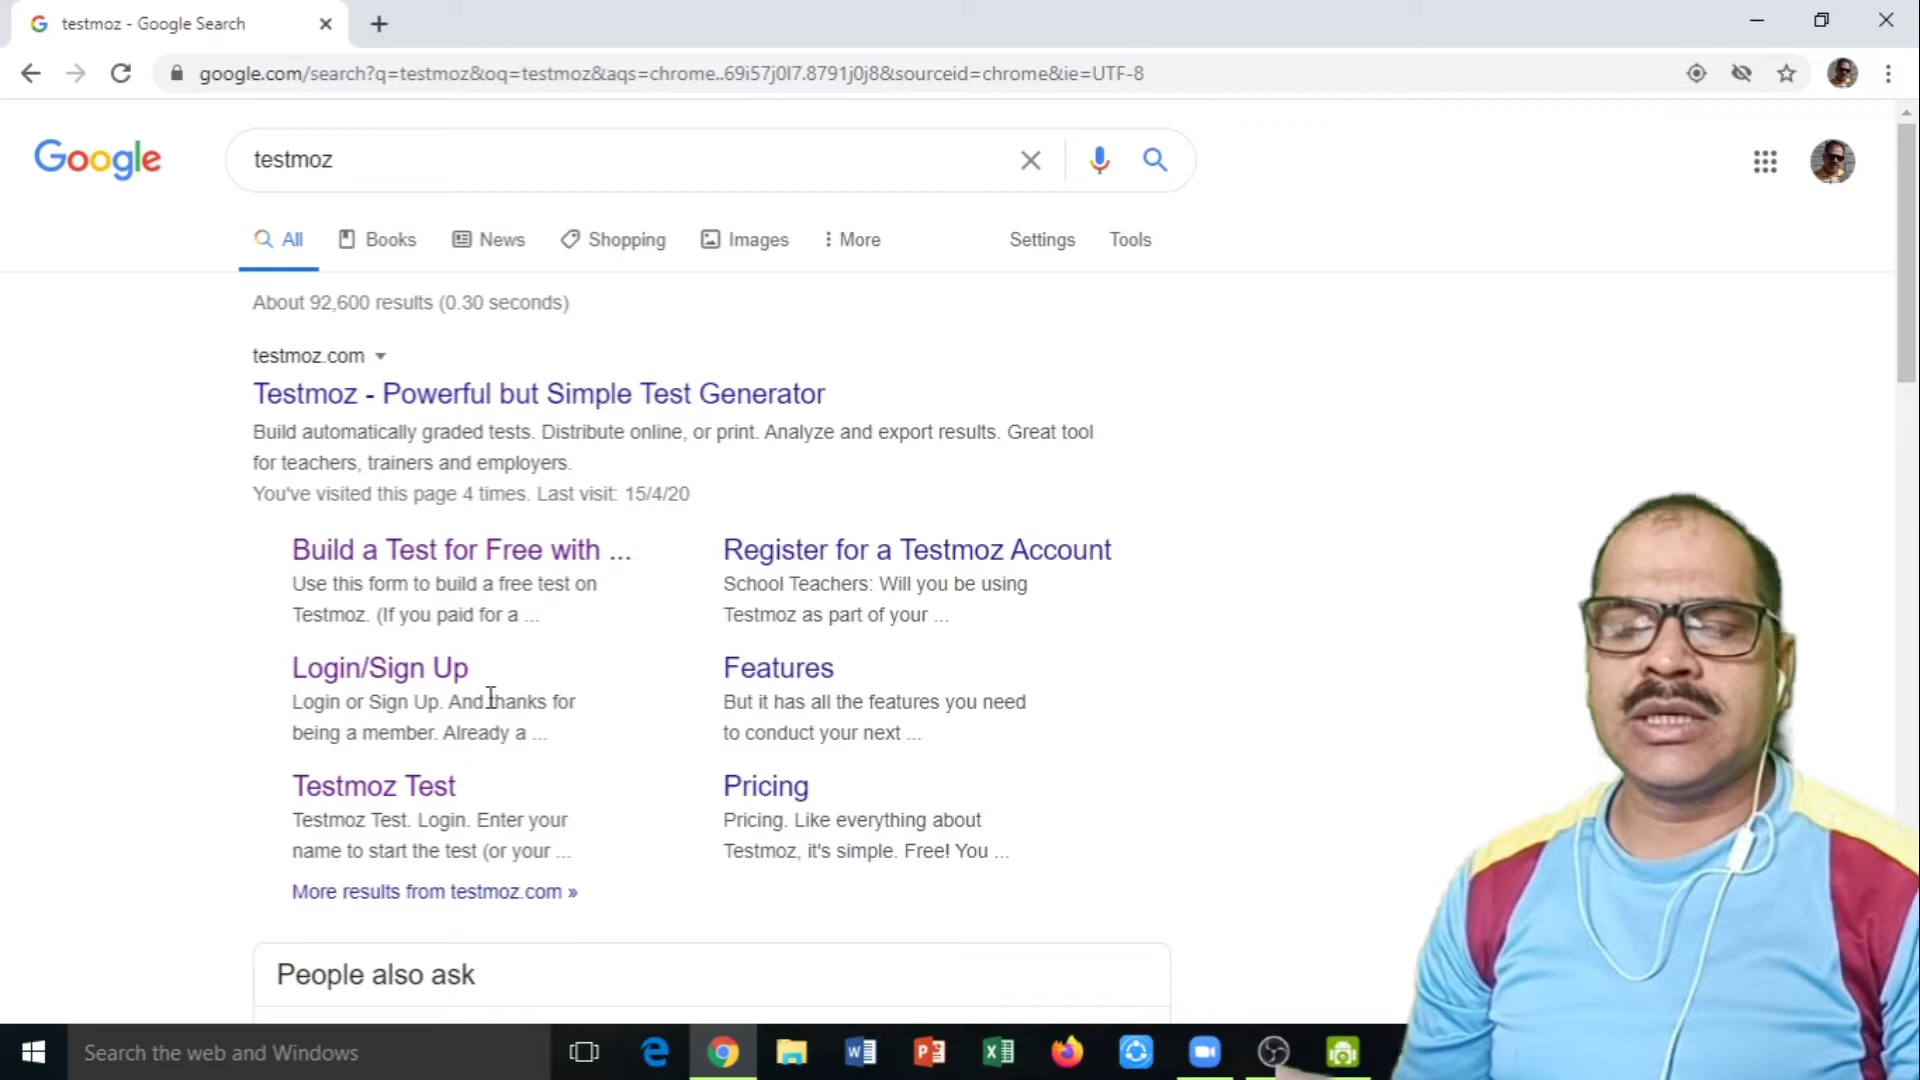 testmoz - Google Search
google.com/search?q=testmoz&oq=testmoz&aqs=chrome..69i57j0l7.8791j0j8&sourceid=chrome&ie=UTF-8
Google
testmoz
All Books News Shopping Images More Settings Tools
About 92,600 results (0.30 seconds)
testmoz.com
Testmoz - Powerful but Simple Test Generator
Build automatically graded tests. Distribute online, or print. Analyze and export results. Great tool
for teachers, trainers and employers.
You've visited this page 4 times. Last visit: 15/4/20
Build a Test for Free with ...
Use this form to build a free test on
Testmoz. (If you paid for a ...
Register for a Testmoz Account
School Teachers: Will you be using
Testmoz as part of your ...
Login/Sign Up
Login or Sign Up. And thanks for
being a member. Already a ...
Features
But it has all the features you need
to conduct your next ...
Testmoz Test
Testmoz Test. Login. Enter your
name to start the test (or your ...
Pricing
Pricing. Like everything about
Testmoz, it's simple. Free! You ...
More results from testmoz.com »
People also ask
Search the web and Windows